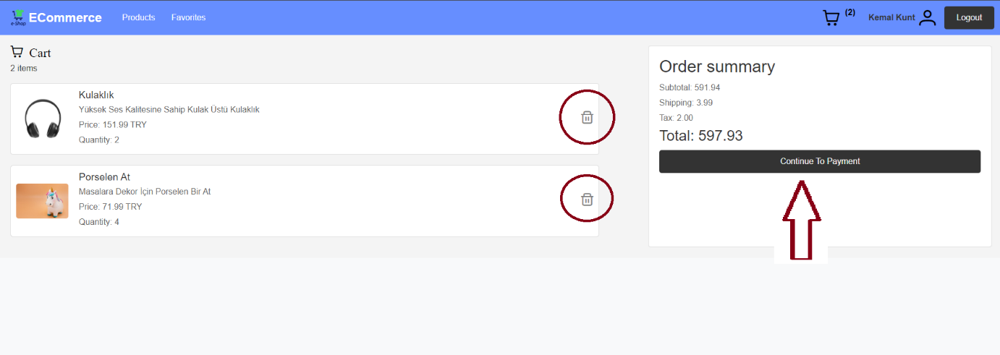 e-Shop
ECommerce
Products
Favorites
(2)
Kemal Kunt
Logout
Cart
2 items
Kulaklık
Yüksek Ses Kalitesine Sahip Kulak Üstü Kulaklık
Price: 151.99 TRY
Quantity: 2
Porselen At
Masalara Dekor İçin Porselen Bir At
Price: 71.99 TRY
Quantity: 4
Order summary
Subtotal: 591.94
Shipping: 3.99
Tax: 2.00
Total: 597.93
Continue To Payment